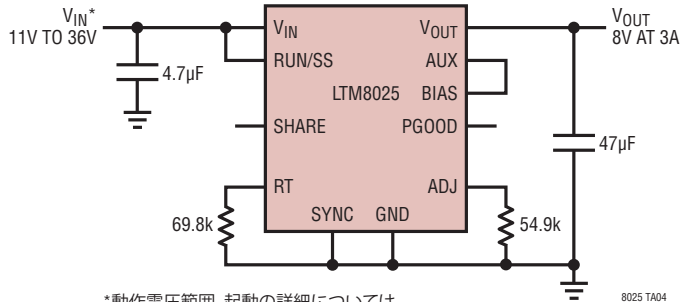 VIN*
11V TO 36V
4.7µF
VIN
RUN/SS
SHARE
RT
69.8k
SYNC GND
LTM8025
VOUT
AUX
BIAS
PGOOD
ADJ
54.9k
47µF
VOUT
8V AT 3A
8025 TA04
*動作電圧範囲、起動の詳細については